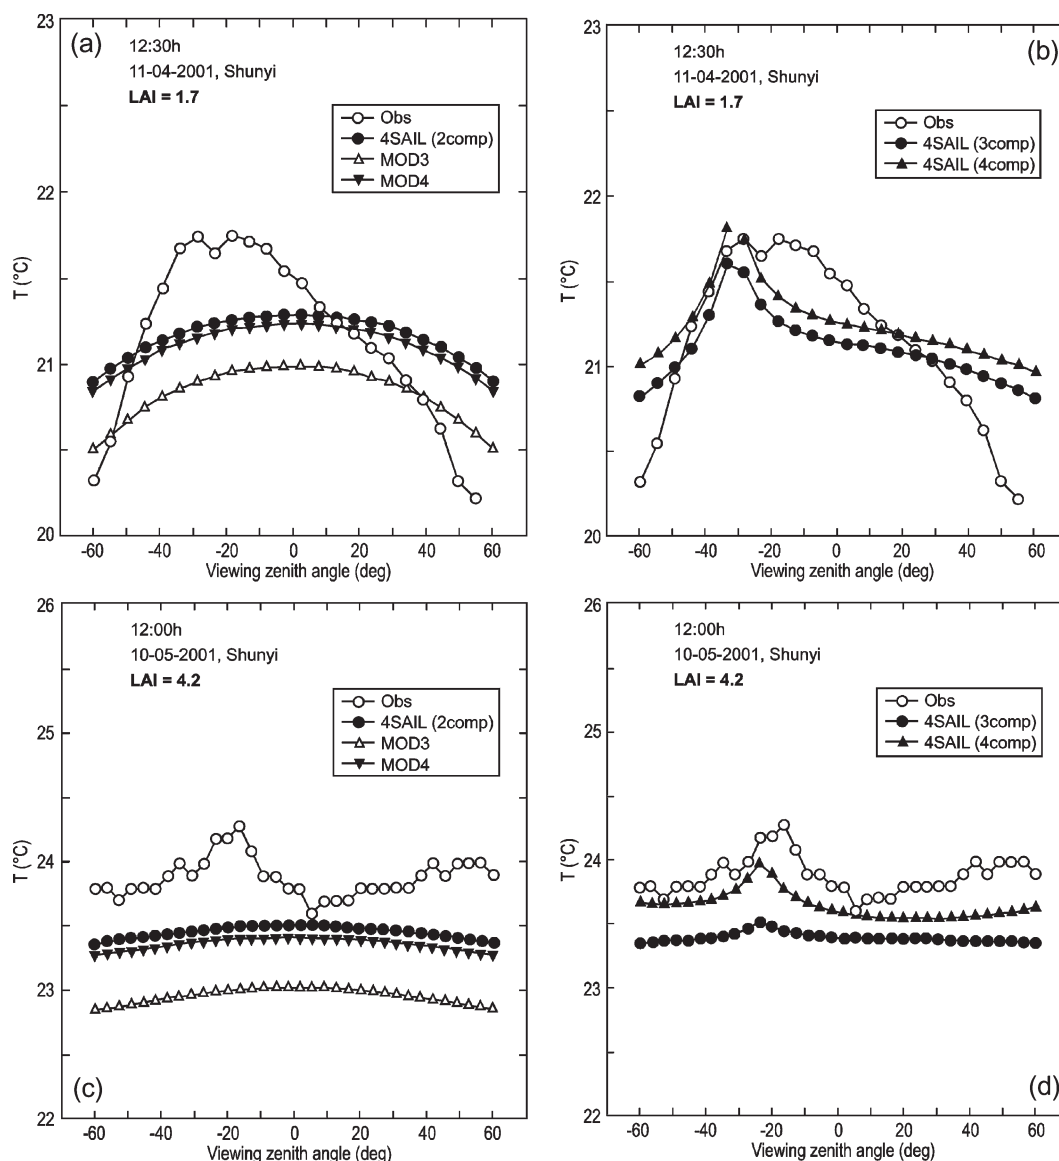 (a)
12:30h
11-04-2001, Shunyi
LAI = 1.7
Obs
4SAIL (2comp)
MOD3
MOD4
23
22
21
20
T (°C)
-60 -40 -20 0 20 40 60
Viewing zenith angle (deg)
(b)
12:30h
11-04-2001, Shunyi
LAI = 1.7
Obs
4SAIL (3comp)
4SAIL (4comp)
23
22
21
20
T (°C)
-60 -40 -20 0 20 40 60
Viewing zenith angle (deg)
12:00h
10-05-2001, Shunyi
LAI = 4.2
Obs
4SAIL (2comp)
MOD3
MOD4
26
25
24
23
22
T (°C)
(c)
-60 -40 -20 0 20 40 60
Viewing zenith angle (deg)
12:00h
10-05-2001, Shunyi
LAI = 4.2
Obs
4SAIL (3comp)
4SAIL (4comp)
26
25
24
23
22
T (°C)
(d)
-60 -40 -20 0 20 40 60
Viewing zenith angle (deg)